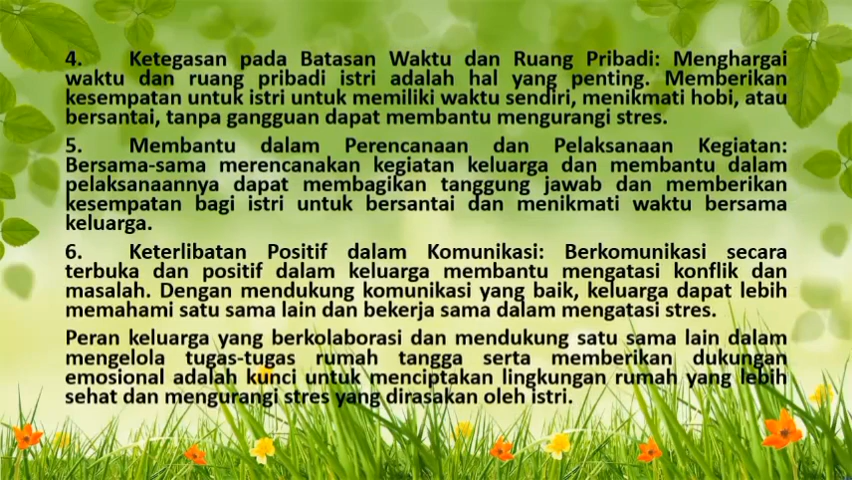 4. Ketegasan pada Batasan Waktu dan Ruang Pribadi: Menghargai
waktu dan ruang pribadi istri adalah hal yang penting. Memberikan
kesempatan untuk istri untuk memiliki waktu sendiri, menikmati hobi, atau
bersantai, tanpa gangguan dapat membantu mengurangi stres.
5. Membantu dalam Perencanaan dan Pelaksanaan Kegiatan:
Bersama-sama merencanakan kegiatan keluarga dan membantu dalam
pelaksanaannya dapat membagikan tanggung jawab dan memberikan
kesempatan bagi istri untuk bersantai dan menikmati waktu bersama
keluarga.
6. Keterlibatan Positif dalam Komunikasi: Berkomunikasi secara
terbuka dan positif dalam keluarga membantu mengatasi konflik dan
masalah. Dengan mendukung komunikasi yang baik, keluarga dapat lebih
memahami satu sama lain dan bekerja sama dalam mengatasi stres.
Peran keluarga yang berkolaborasi dan mendukung satu sama lain dalam
mengelola tugas-tugas rumah tangga serta memberikan dukungan
emosional adalah kunci untuk menciptakan lingkungan rumah yang lebih
sehat dan mengurangi stres yang dirasakan oleh istri.